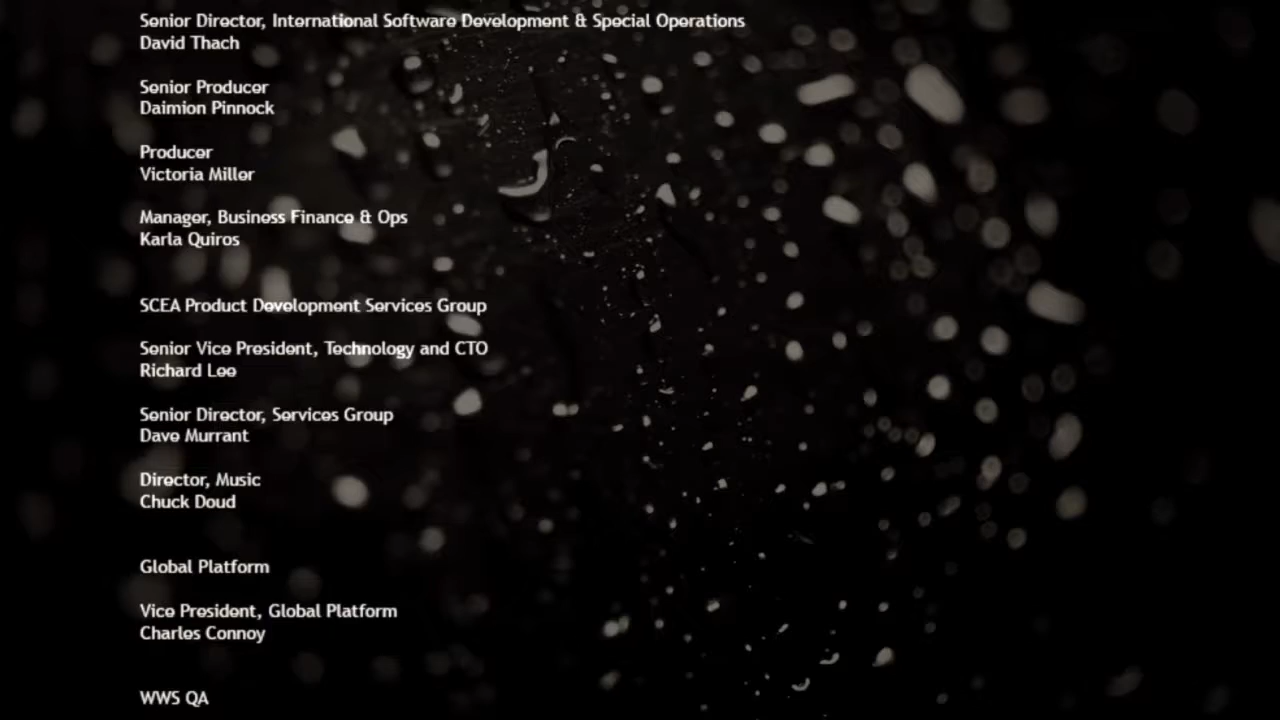 Senior Director, International Software Development & Special Operations
David Thach
Senior Producer
Daimion Pinnock
Producer
Victoria Miller
Manager, Business Finance & Ops
Karla Quiros
SCEA Product Development Services Group
Senior Vice President, Technology and CTO
Richard Lee
Senior Director, Services Group
Dave Murrant
Director, Music
Chuck Doud
Global Platform
Vice President, Global Platform
Charles Connoy
WWS QA